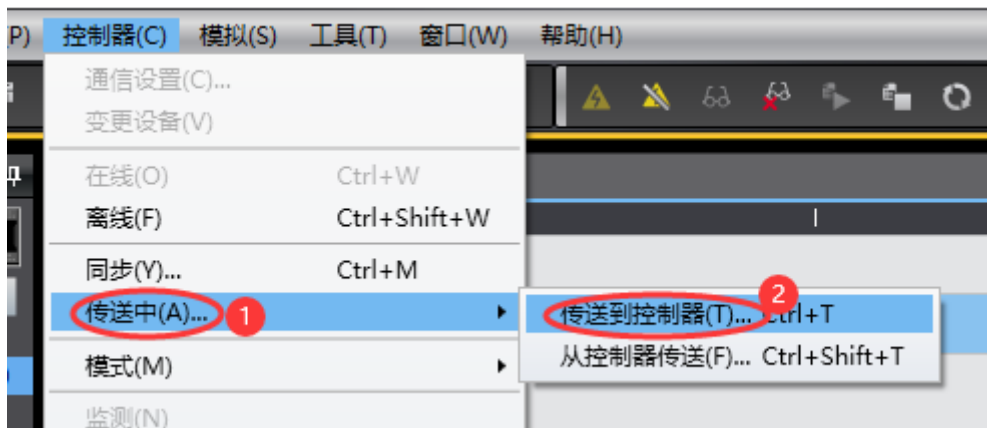 (P) 控制器(C) 模拟(S) 工具(T) 窗口(W) 帮助(H)
通信设置(C)...
变更设备(V)
在线(O) Ctrl+W
离线(F) Ctrl+Shift+W
同步(Y)... Ctrl+M
传送中(A)... 1
2
传送到控制器(T)... Ctrl+T
从控制器传送(F)... Ctrl+Shift+T
模式(M)
监测(N)